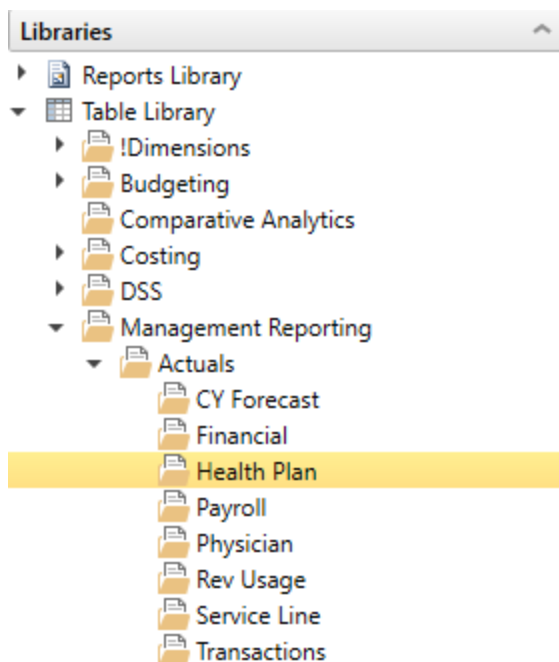 Libraries
Reports Library
Table Library
!Dimensions
Budgeting
Comparative Analytics
Costing
DSS
Management Reporting
Actuals
CY Forecast
Financial
Health Plan
Payroll
Physician
Rev Usage
Service Line
Transactions